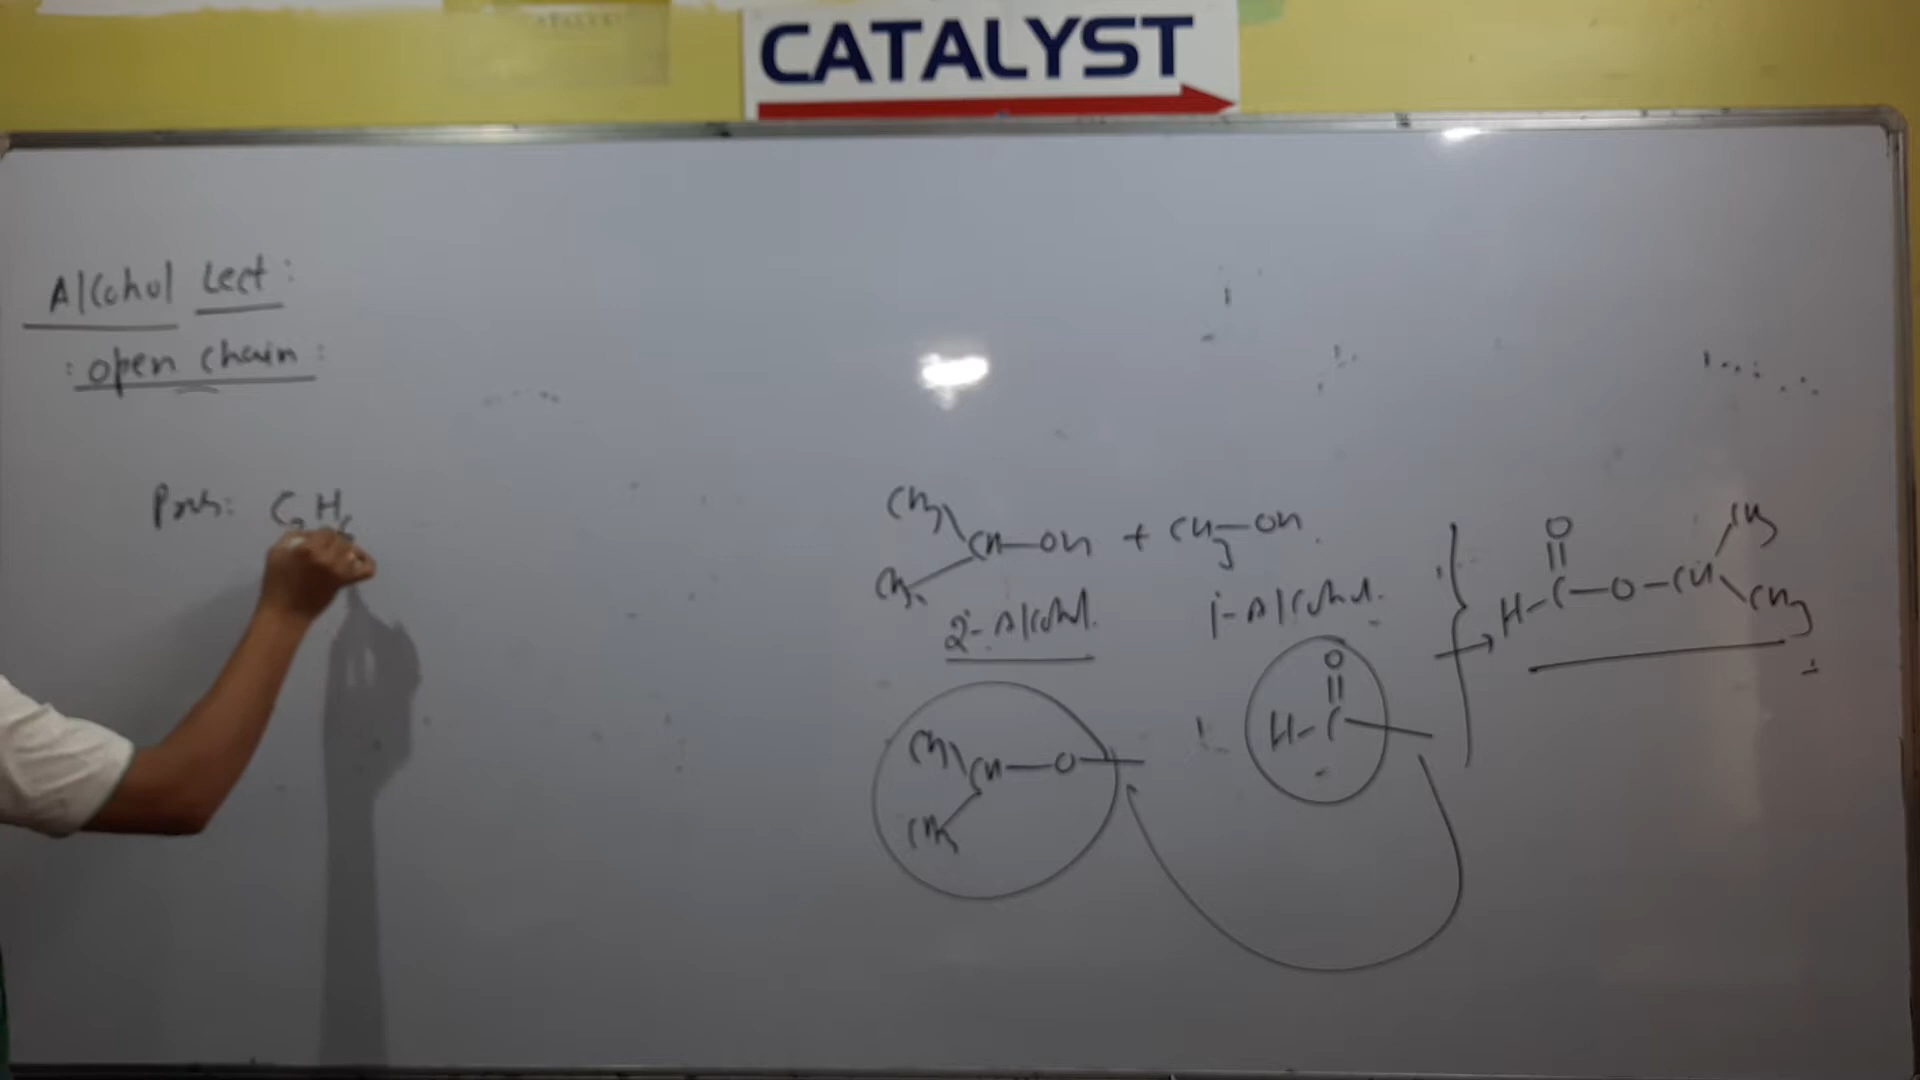 CATALYST
Alcohol Lect:
: open chain :
Prob: C
H
CH3
CH—OH + CH3—OH
CH3
2°-Alcohol.
1°-Alcohol.
O
H—C—O—CH
CH3
CH3
O
H—C—
CH3
CH—O—
CH3